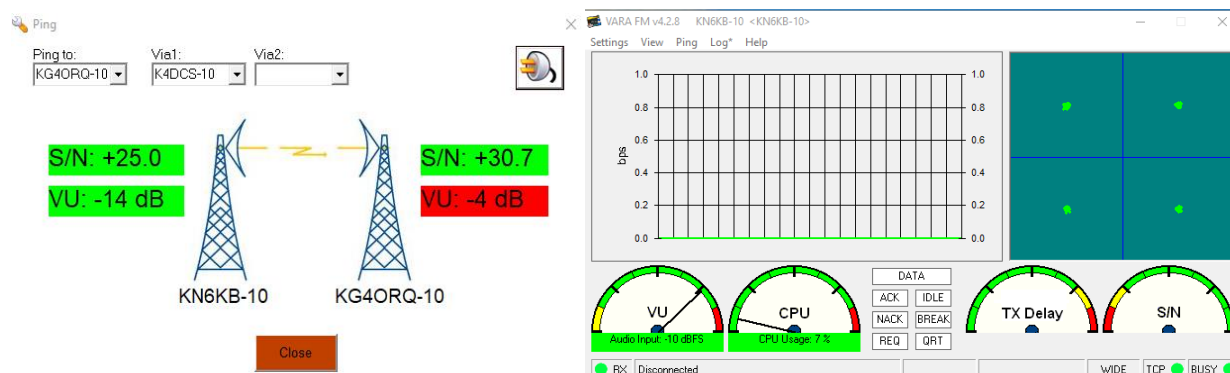 Ping
Ping to:
Via1:
Via2:
KG4ORQ-10
K4DCS-10
S/N: +25.0
S/N: +30.7
VU: -14 dB
VU: -4 dB
KN6KB-10
KG4ORQ-10
Close
VARA FM v4.2.8 KN6KB-10 <KN6KB-10>
Settings View Ping Log* Help
1.0
0.8
0.6
0.4
0.2
0.0
bps
1.0
0.8
0.6
0.4
0.2
0.0
VU
Audio Input: -10 dBFS
CPU
CPU Usage: 7 %
DATA
ACK
IDLE
NACK
BREAK
REQ
QRT
TX Delay
S/N
RX Disconnected
WIDE
TCP
BUSY